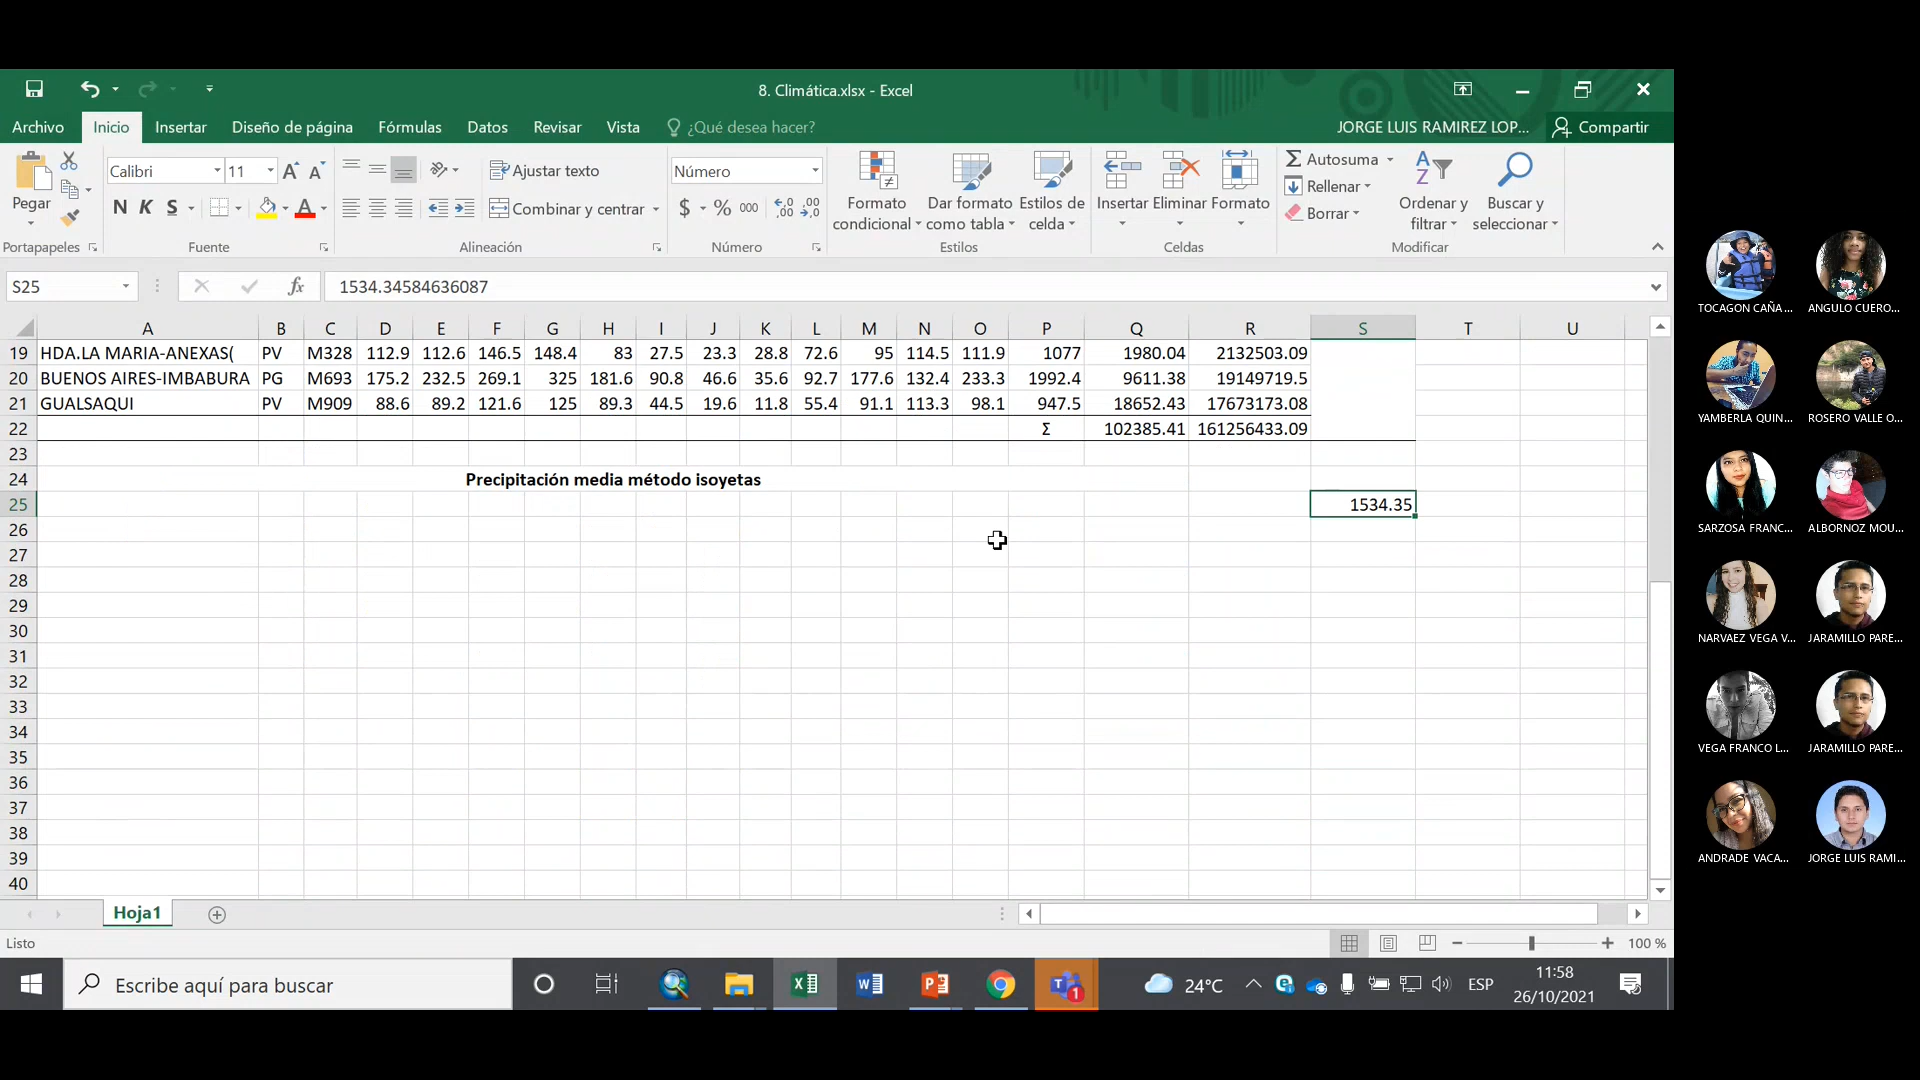 8. Climática.xlsx - Excel
Archivo Inicio Insertar Diseño de página Fórmulas Datos Revisar Vista ¿Qué desea hacer? JORGE LUIS RAMIREZ LOP... Compartir
Pegar
Portapapeles
Calibri 11
N K S
Fuente
Ajustar texto
Combinar y centrar
Alineación
Número
$ % 000
Número
Formato condicional
Dar formato como tabla
Estilos de celda
Estilos
Insertar Eliminar Formato
Celdas
Autosuma
Rellenar
Borrar
Ordenar y filtrar
Buscar y seleccionar
Modificar
S25 fx 1534.34584636087
A B C D E F G H I J K L M N O P Q R S T U
19 HDA.LA MARIA-ANEXAS( PV M328 112.9 112.6 146.5 148.4 83 27.5 23.3 28.8 72.6 95 114.5 111.9 1077 1980.04 2132503.09
20 BUENOS AIRES-IMBABURA PG M693 175.2 232.5 269.1 325 181.6 90.8 46.6 35.6 92.7 177.6 132.4 233.3 1992.4 9611.38 19149719.5
21 GUALSAQUI PV M909 88.6 89.2 121.6 125 89.3 44.5 19.6 11.8 55.4 91.1 113.3 98.1 947.5 18652.43 17673173.08
22 Σ 102385.41 161256433.09
23
24 Precipitación media método isoyetas
25 1534.35
26
27
28
29
30
31
32
33
34
35
36
37
38
39
40
Hoja1
Listo 100 %
Escribe aquí para buscar
1
24°C
ESP
11:58
26/10/2021
TOCAGON CAÑA... ANGULO CUERO...
YAMBERLA QUIN... ROSERO VALLE O...
SARZOSA FRANC... ALBORNOZ MOU...
NARVAEZ VEGA V... JARAMILLO PARE...
VEGA FRANCO L... JARAMILLO PARE...
ANDRADE VACA... JORGE LUIS RAMI...